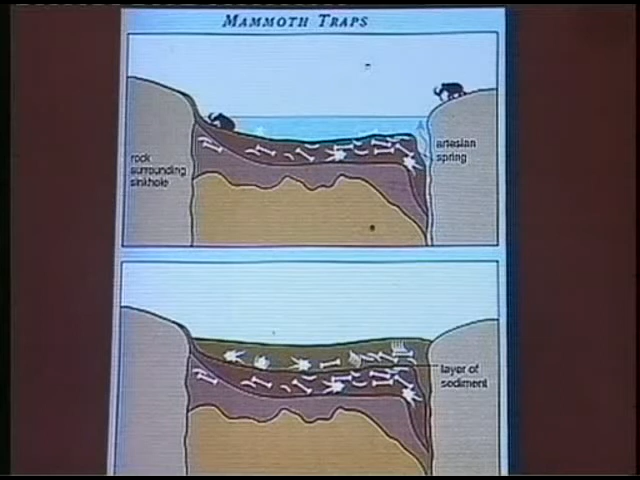 MAMMOTH TRAPS
rock
surrounding
sinkhole
artesian
spring
layer of
sediment